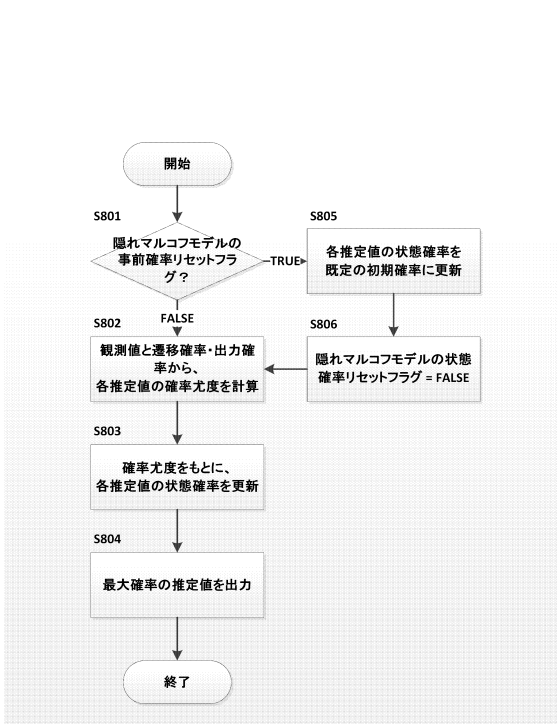 開始
S801
隠れマルコフモデルの
事前確率リセットフラ
グ？
TRUE
FALSE
S805
各推定値の状態確率を
既定の初期確率に更新
S806
隠れマルコフモデルの状態
確率リセットフラグ = FALSE
S802
観測値と遷移確率・出力確
率から、
各推定値の確率尤度を計算
S803
確率尤度をもとに、
各推定値の状態確率を更新
S804
最大確率の推定値を出力
終了